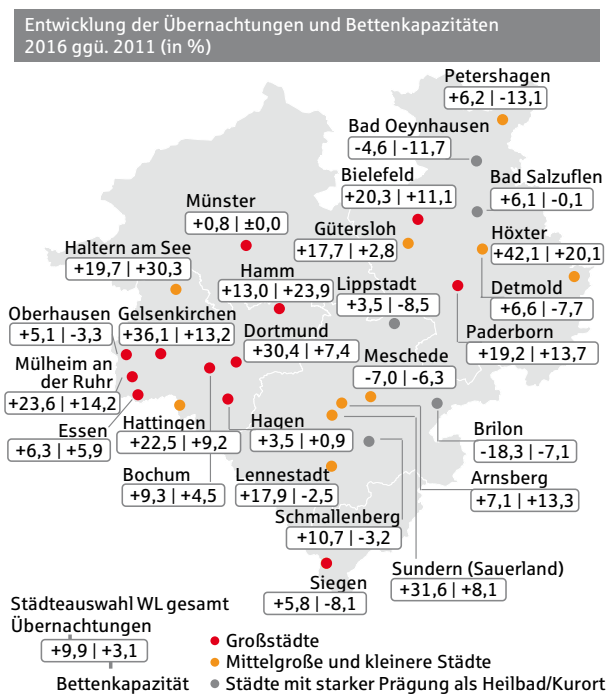 Entwicklung der Übernachtungen und Bettenkapazitäten
2016 ggü. 2011 (in %)
Petershagen
+6,2 | -13,1
Bad Oeynhausen
-4,6 | -11,7
Bielefeld
+20,3 | +11,1
Bad Salzuflen
+6,1 | -0,1
Münster
+0,8 | ±0,0
Gütersloh
+17,7 | +2,8
Höxter
+42,1 | +20,1
Haltern am See
+19,7 | +30,3
Hamm
+13,0 | +23,9
Lippstadt
+3,5 | -8,5
Detmold
+6,6 | -7,7
Oberhausen
+5,1 | -3,3
Gelsenkirchen
+36,1 | +13,2
Dortmund
+30,4 | +7,4
Paderborn
+19,2 | +13,7
Mülheim an
der Ruhr
+23,6 | +14,2
Meschede
-7,0 | -6,3
Essen
+6,3 | +5,9
Hattingen
+22,5 | +9,2
Hagen
+3,5 | +0,9
Brilon
-18,3 | -7,1
Bochum
+9,3 | +4,5
Lennestadt
+17,9 | -2,5
Arnsberg
+7,1 | +13,3
Schmallenberg
+10,7 | -3,2
Siegen
+5,8 | -8,1
Sundern (Sauerland)
+31,6 | +8,1
Städteauswahl WL gesamt
Übernachtungen
+9,9 | +3,1
Bettenkapazität
Großstädte
Mittelgroße und kleinere Städte
Städte mit starker Prägung als Heilbad/Kurort